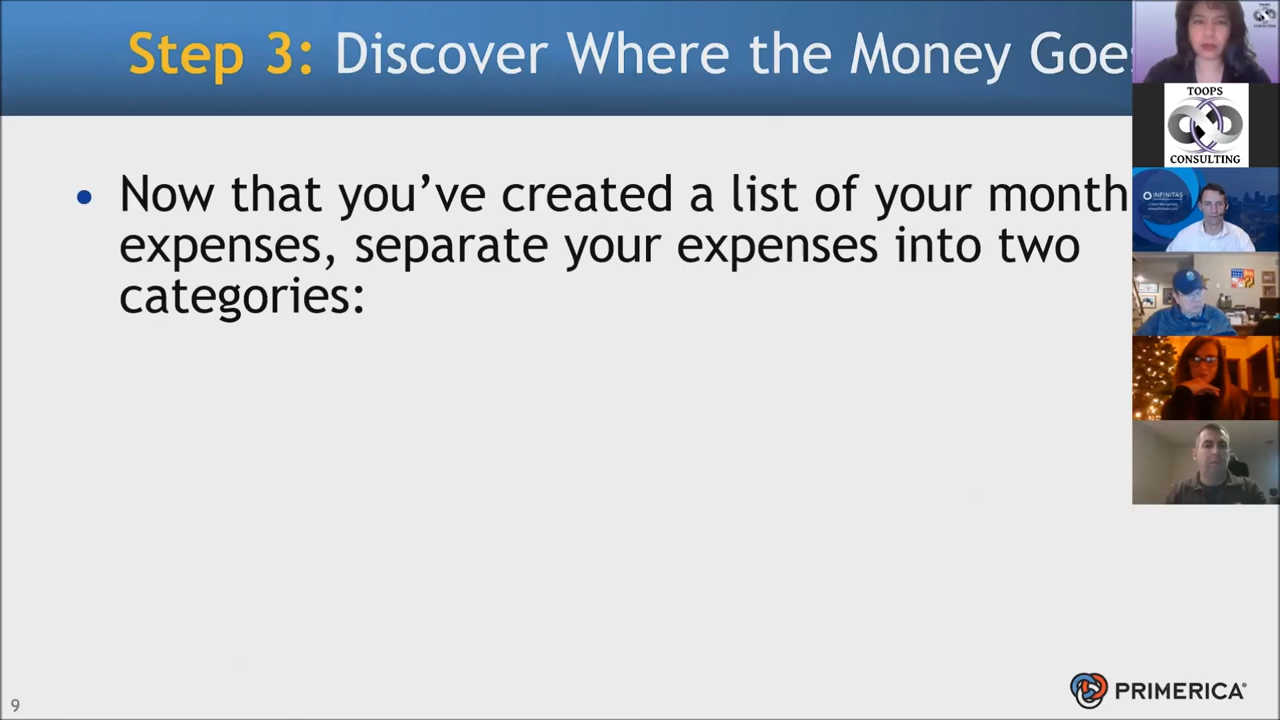 Step 3: Discover Where the Money Goes
Now that you’ve created a list of your month
expenses, separate your expenses into two
categories:
TOOPS
CONSULTING
INFINITAS
9
PRIMERICA